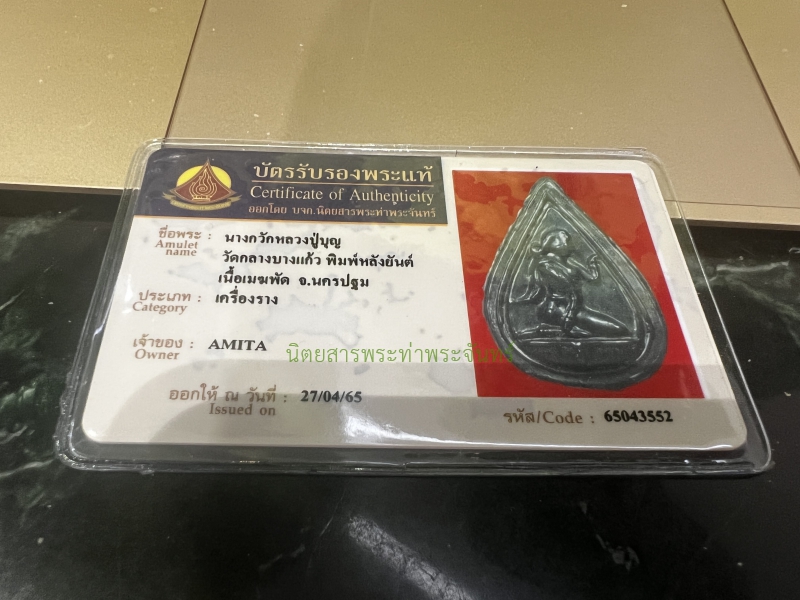 บัตรรับรองพระแท้
Certificate of Authenticity
ออกโดย บจก.นิตยสารพระท่าพระจันทร์
ชื่อพระ : นางกวักหลวงปู่บุญ
Amulet name
วัดกลางบางแก้ว พิมพ์หลังยันต์
เนื้อเมฆพัด จ.นครปฐม
ประเภท : เครื่องราง
Category
เจ้าของ : AMITA
Owner
นิตยสารพระท่าพระจันทร์
ออกให้ ณ วันที่ : 27/04/65
Issued on
รหัส/Code : 65043552